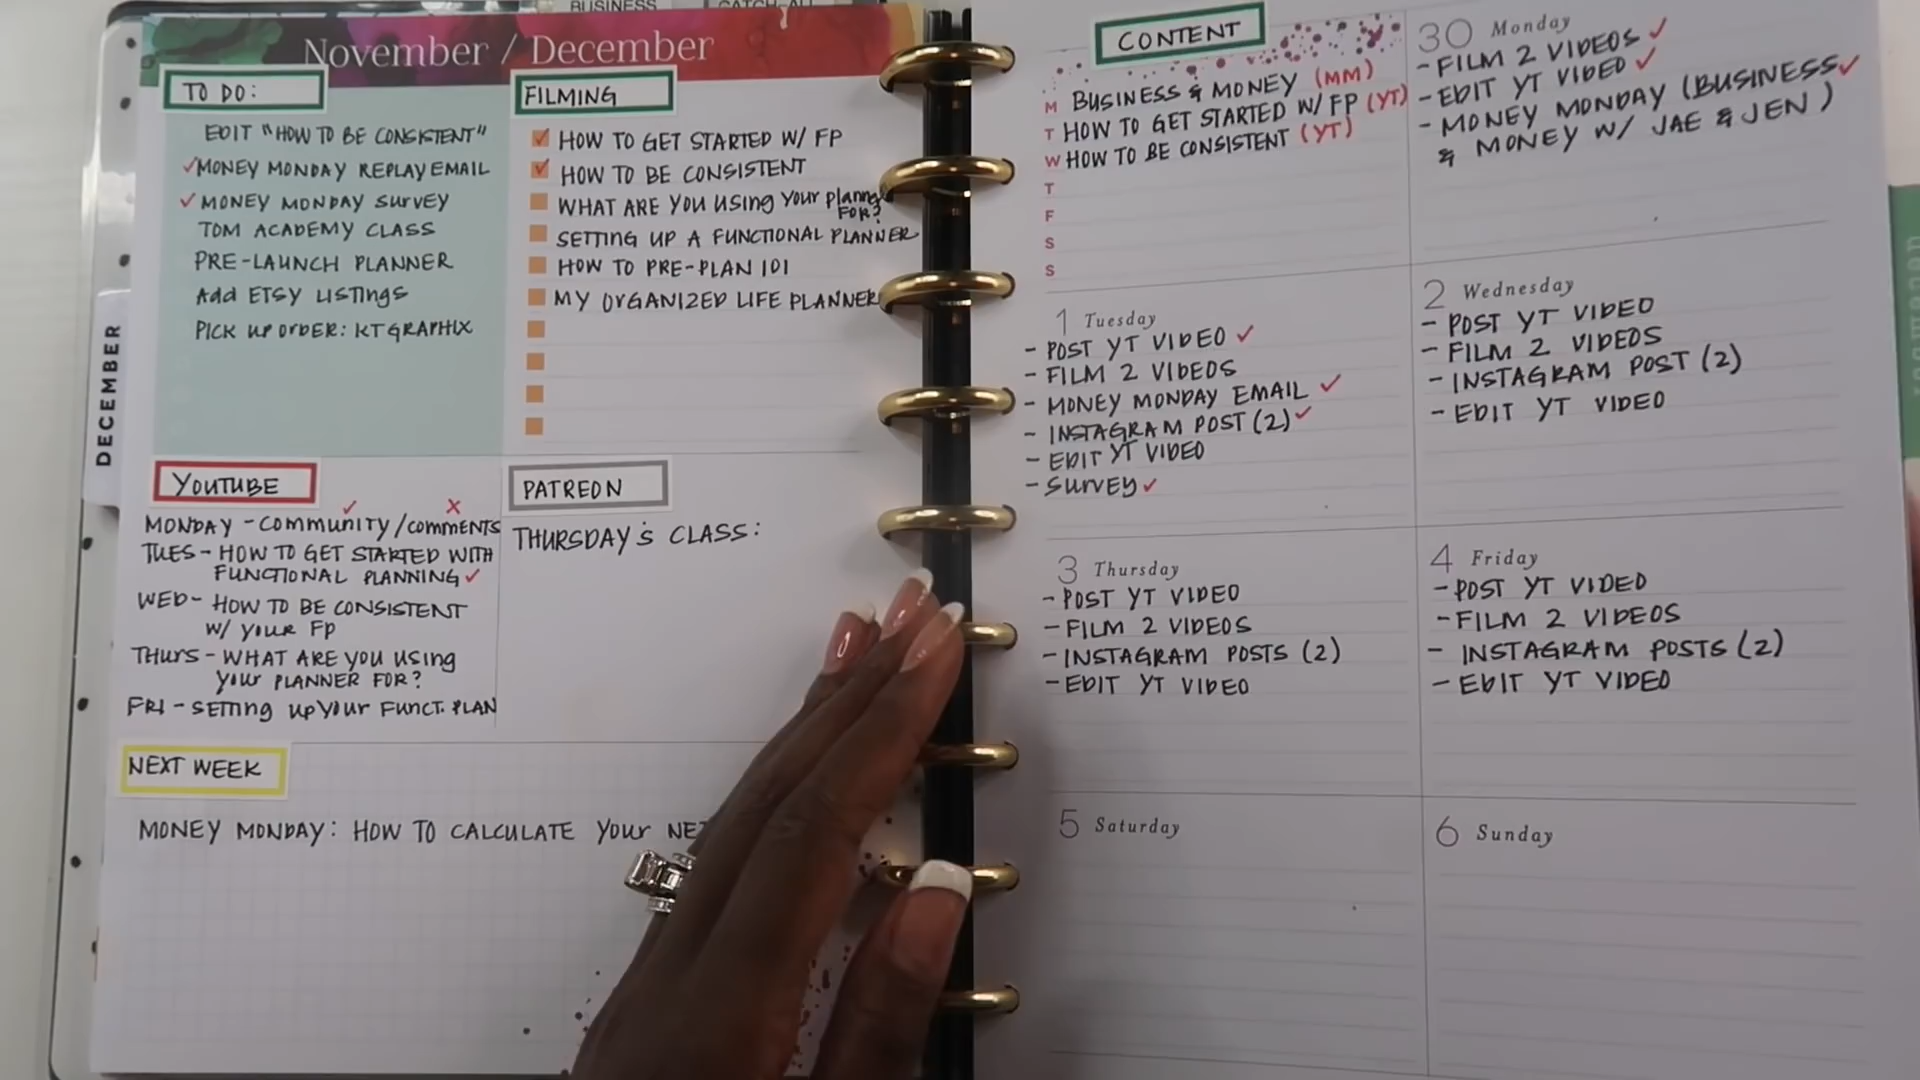 BUSINESS
CATCH-ALL
November / December
TO DO:
EDIT "HOW TO BE CONSISTENT"
✓MONEY MONDAY REPLAY EMAIL
✓MONEY MONDAY SURVEY
TOM ACADEMY CLASS
PRE-LAUNCH PLANNER
Add ETSY LISTINGS
PICK UP ORDER: KT GRAPHIX
FILMING
✓ HOW TO GET STARTED W/ FP
✓ HOW TO BE CONSISTENT
WHAT ARE YOU USING YOUR Planner
FOR?
SETTING UP A FUNCTIONAL PLANNER
HOW TO PRE-PLAN 101
MY ORGANIZED LIFE PLANNER
DECEMBER
YOUTUBE
✓ X
MONDAY - COMMUNITY/COMMENTS
TUES - HOW TO GET STARTED WITH
FUNCTIONAL PLANNING ✓
WED- HOW TO BE CONSISTENT
W/ YOUR FP
THURS - WHAT ARE YOU USING
YOUR PLANNER FOR?
FRI - SETTING UP YOUR FUNCT. PLAN
PATREON
THURSDAY'S CLASS:
NEXT WEEK
MONEY MONDAY: HOW TO CALCULATE YOUR
CONTENT
M BUSINESS & MONEY (MM)
T HOW TO GET STARTED W/ FP (YT)
W HOW TO BE CONSISTENT (YT)
T
F
S
S
30 Monday
- FILM 2 VIDEOS ✓
- EDIT YT VIDEO ✓
- MONEY MONDAY (BUSINESS ✓
& MONEY W/ JAE & JEN)
1 Tuesday
- POST YT VIDEO ✓
- FILM 2 VIDEOS
- MONEY MONDAY EMAIL ✓
- INSTAGRAM POST (2) ✓
- EDIT YT VIDEO
- SURVEY ✓
2 Wednesday
- POST YT VIDEO
- FILM 2 VIDEOS
- INSTAGRAM POST (2)
- EDIT YT VIDEO
3 Thursday
- POST YT VIDEO
- FILM 2 VIDEOS
- INSTAGRAM POSTS (2)
- EDIT YT VIDEO
4 Friday
- POST YT VIDEO
- FILM 2 VIDEOS
- INSTAGRAM POSTS (2)
- EDIT YT VIDEO
5 Saturday
6 Sunday